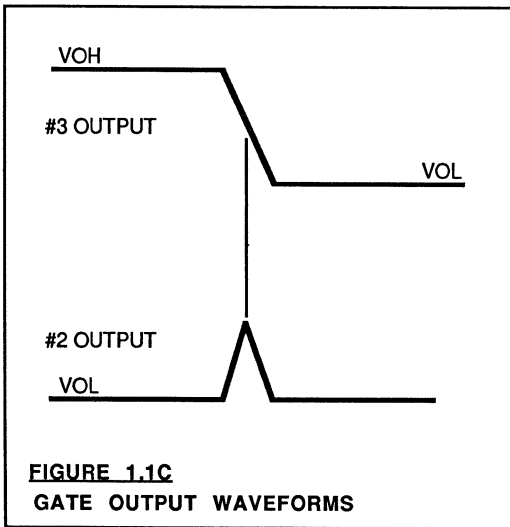 VOH
#3 OUTPUT
VOL
#2 OUTPUT
VOL
FIGURE 1.1C
GATE OUTPUT WAVEFORMS